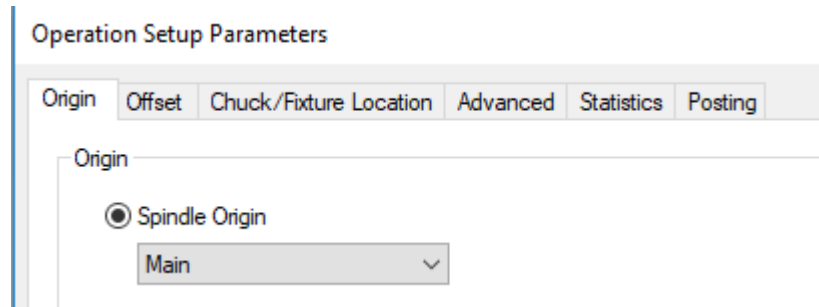 Operation Setup Parameters
Origin Offset Chuck/Fixture Location Advanced Statistics Posting
Origin
Spindle Origin
Main